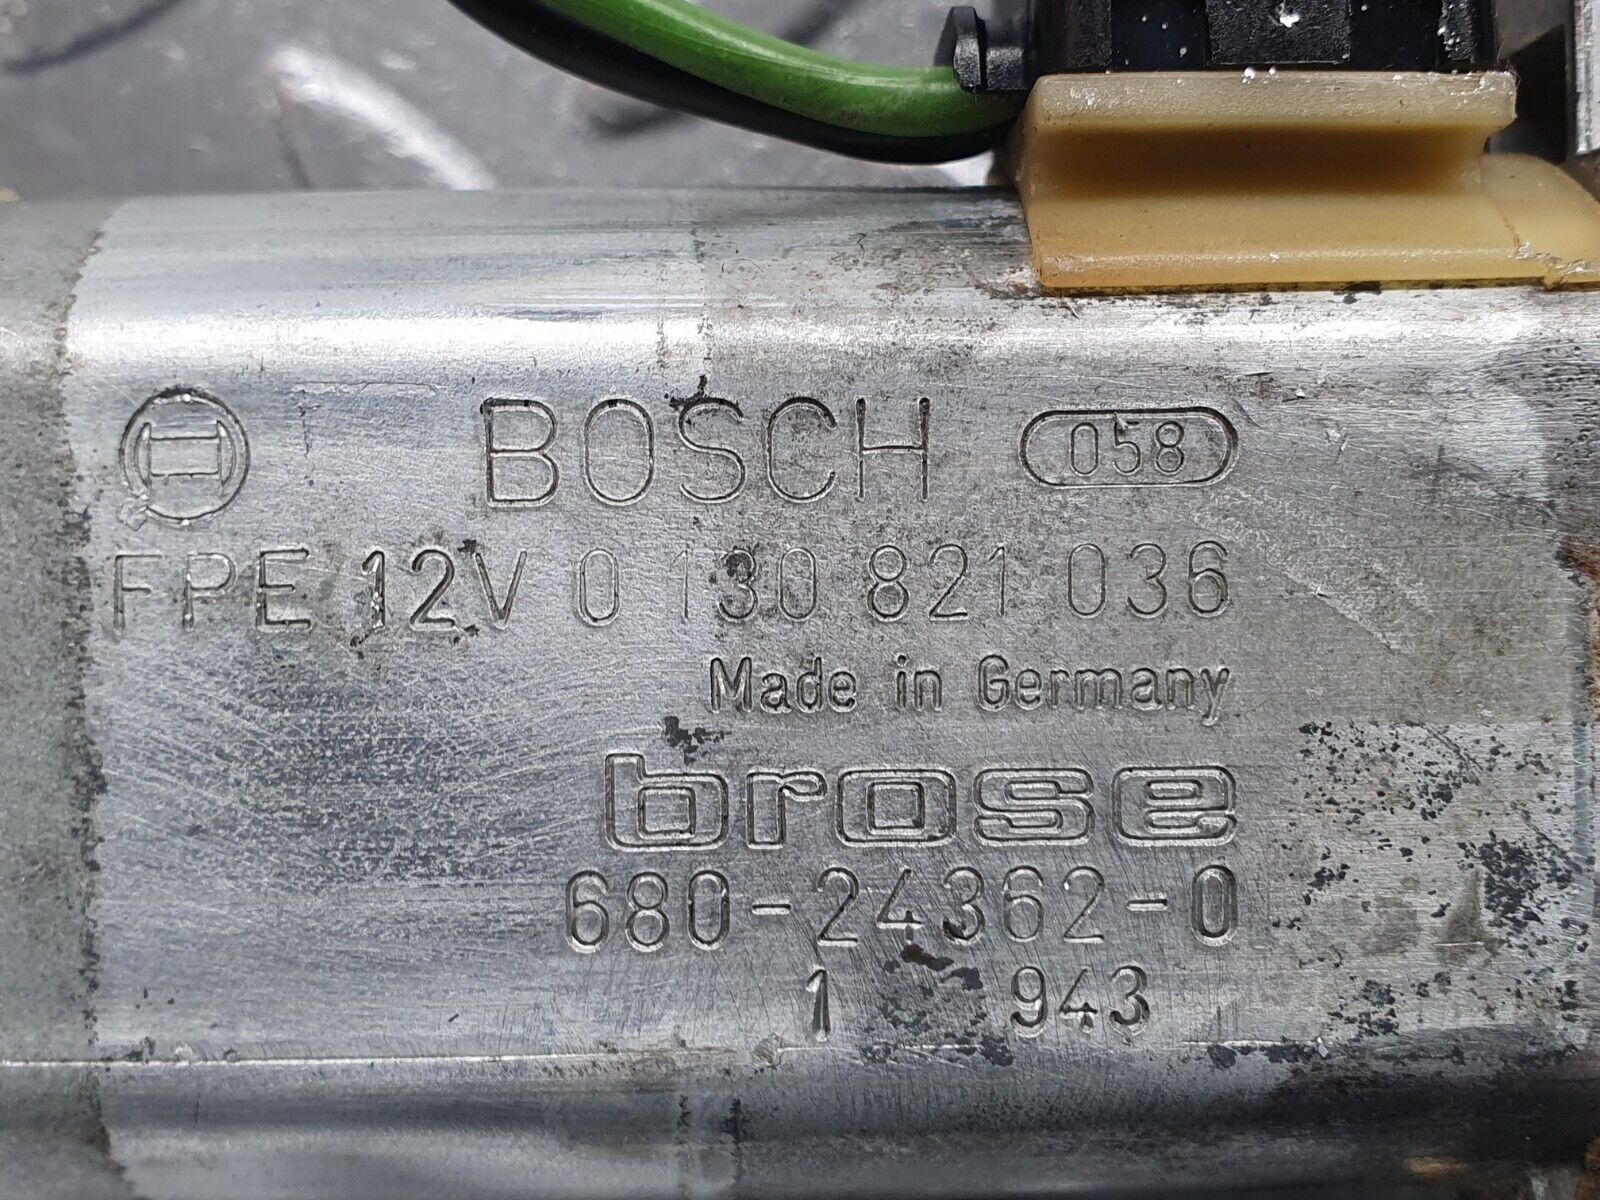 BOSCH 058
FPE 12V 0 130 821 036
Made in Germany
brose
680-24362-0
1 943